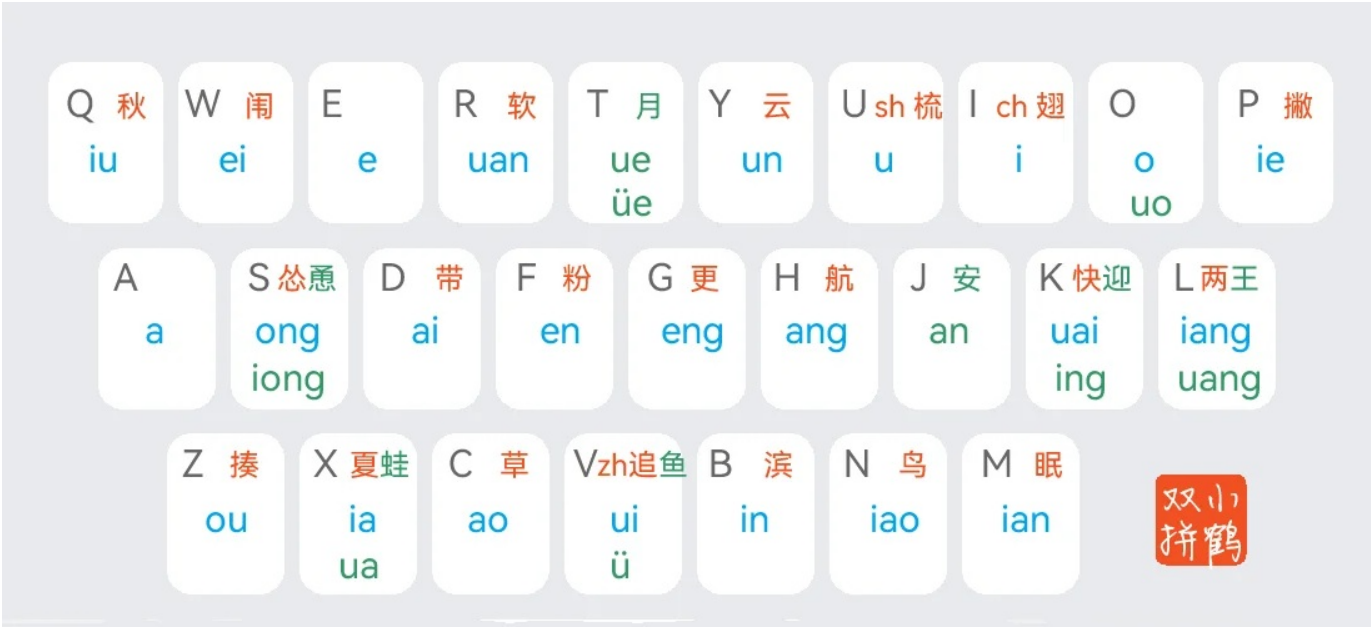 Q 秋 W 闱 E R 软 T 月 Y 云 U sh 梳 I ch 翅 O P 撇
iu ei e uan ue un u i o ie
üe uo
A S 怂恿 D 带 F 粉 G 更 H 航 J 安 K 快迎 L 两王
a ong ai en eng ang an uai iang
iong ing uang
Z 揍 X 夏蛙 C 草 V zh追鱼 B 滨 N 鸟 M 眠
ou ia ao ui in iao ian
ua ü
双小
拼鹤